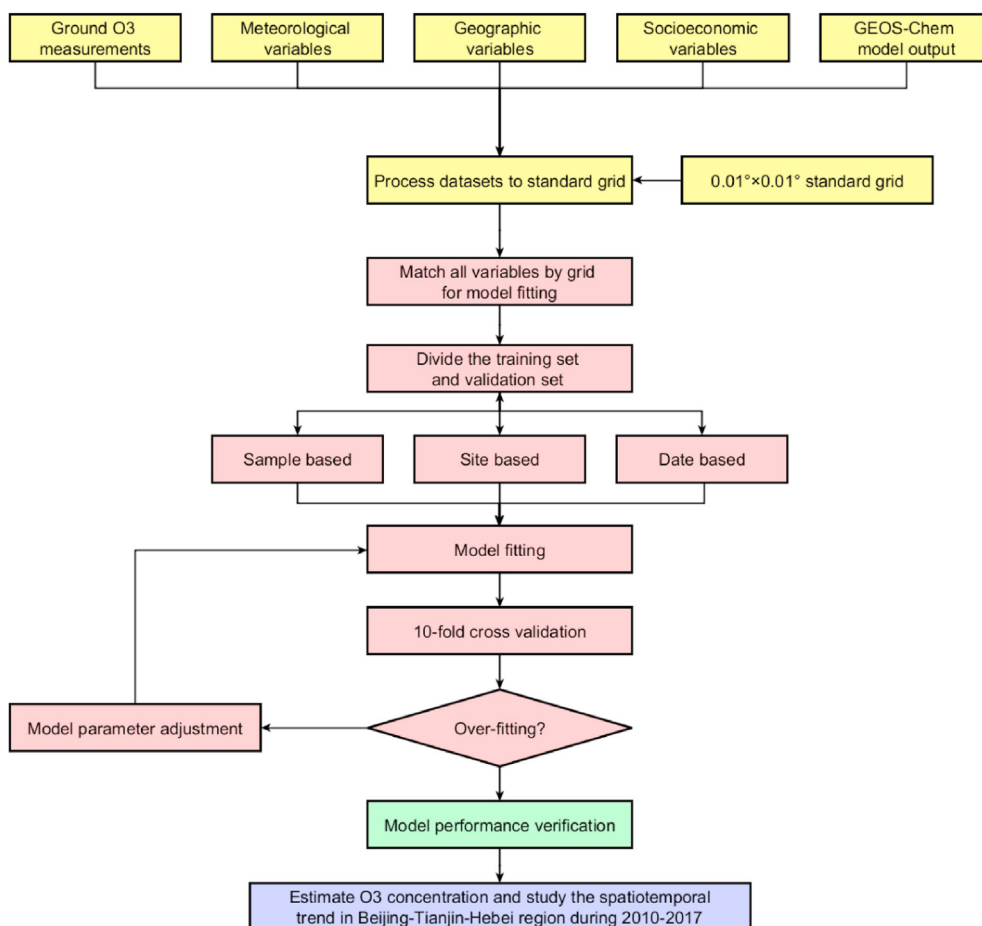 Ground O3
measurements
Meteorological
variables
Geographic
variables
Socioeconomic
variables
GEOS-Chem
model output
Process datasets to standard grid
0.01°×0.01° standard grid
Match all variables by grid
for model fitting
Divide the training set
and validation set
Sample based
Site based
Date based
Model fitting
10-fold cross validation
Model parameter adjustment
Over-fitting?
Model performance verification
Estimate O3 concentration and study the spatiotemporal
trend in Beijing-Tianjin-Hebei region during 2010-2017